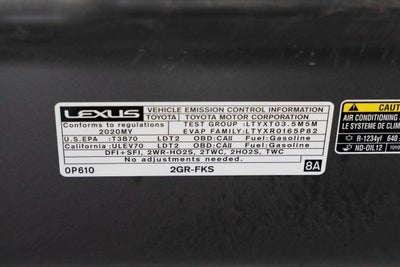 LEXUS VEHICLE EMISSION CONTROL INFORMATION
TOYOTA TOYOTA MOTOR CORPORATION
Conforms to regulations TEST GROUP :LTYXT03.5M5M
2020MY EVAP FAMILY:LTYXR0165P82
U.S.EPA :T3B70 LDT2 OBD:CAII Fuel:Gasoline
California:ULEV70 LDT2 OBD:CAII Fuel:Gasoline
DFI+SFI, 2WR-HO2S, 2TWC, 2HO2S, TWC
No adjustments needed.
0P610 2GR-FKS 8A
CAUTION
AIR CONDITIONING
LE SYSTÈME DE CLIM
R-1234yf 640
ND-OIL12